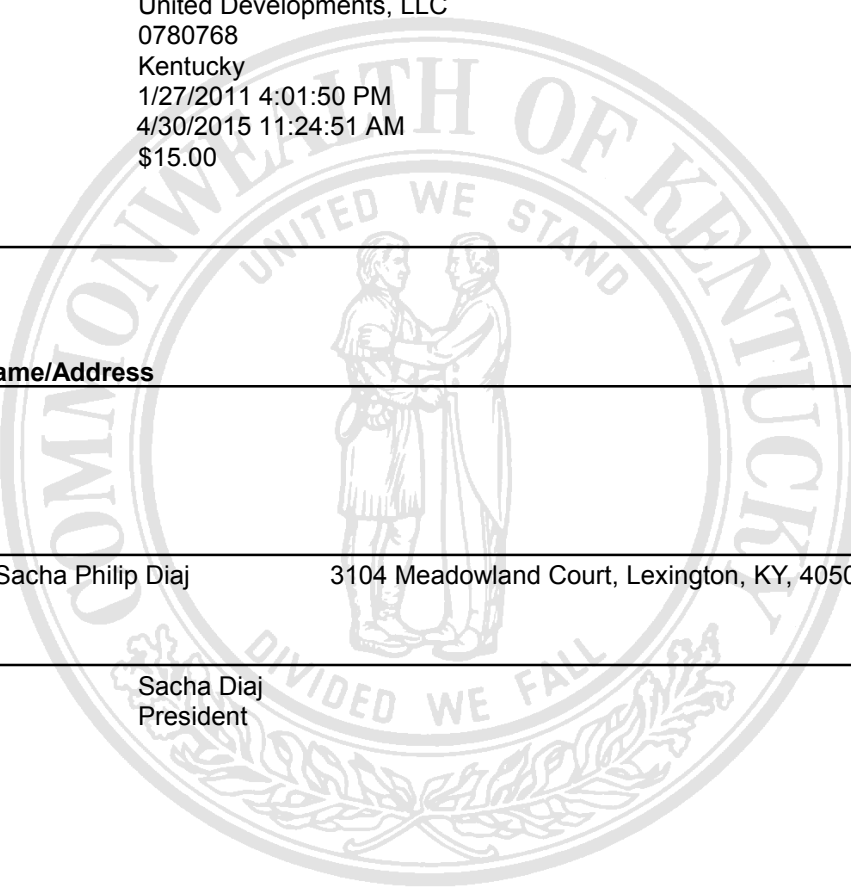 United Developments, LLC
0780768
Kentucky
1/27/2011 4:01:50 PM
4/30/2015 11:24:51 AM
$15.00
COMMONWEALTH OF KENTUCKY
UNITED WE STAND
ame/Address
Sacha Philip Diaj 3104 Meadowland Court, Lexington, KY, 4050
DIVIDED WE FALL
Sacha Diaj
President